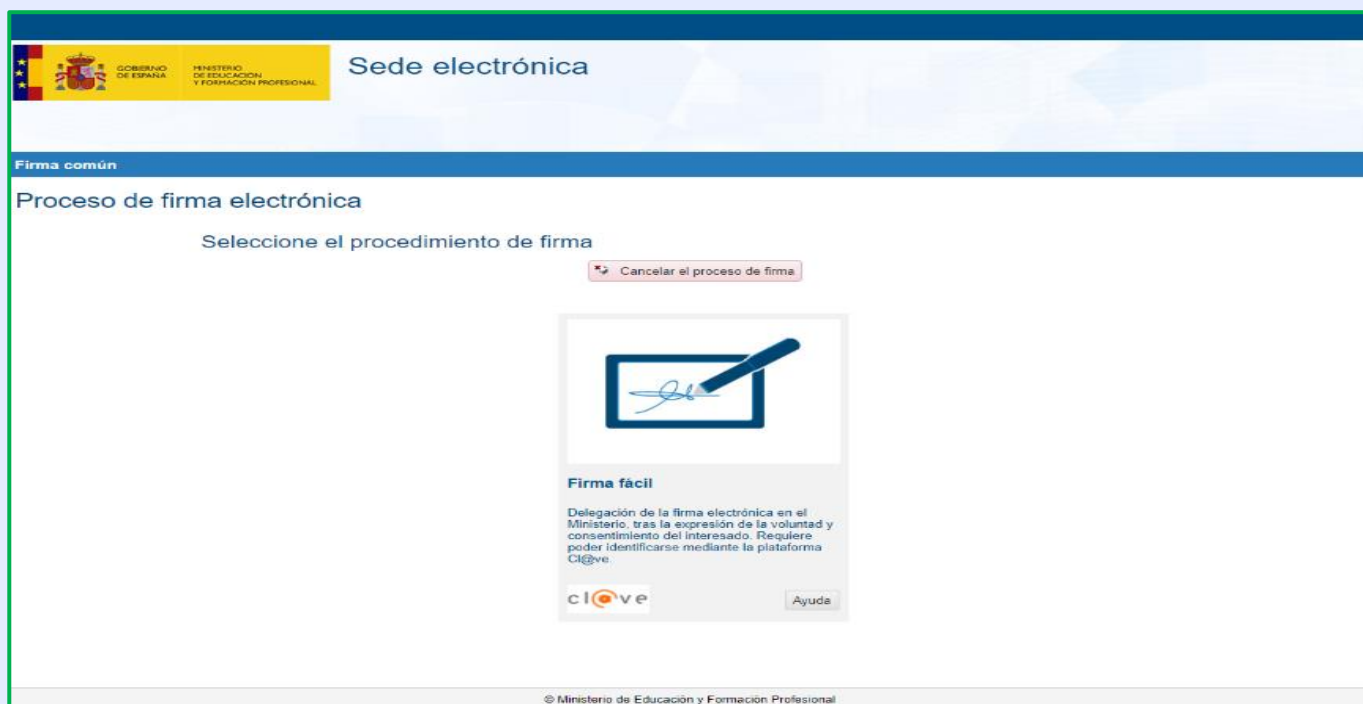 GOBIERNO
DE ESPAÑA
MINISTERIO
DE EDUCACIÓN
Y FORMACIÓN PROFESIONAL
Sede electrónica
Firma común
Proceso de firma electrónica
Seleccione el procedimiento de firma
Cancelar el proceso de firma
Firma fácil
Delegación de la firma electrónica en el
Ministerio, tras la expresión de la voluntad y
consentimiento del interesado. Requiere
poder identificarse mediante la plataforma
Cl@ve.
cl@ve
Ayuda
© Ministerio de Educación y Formación Profesional